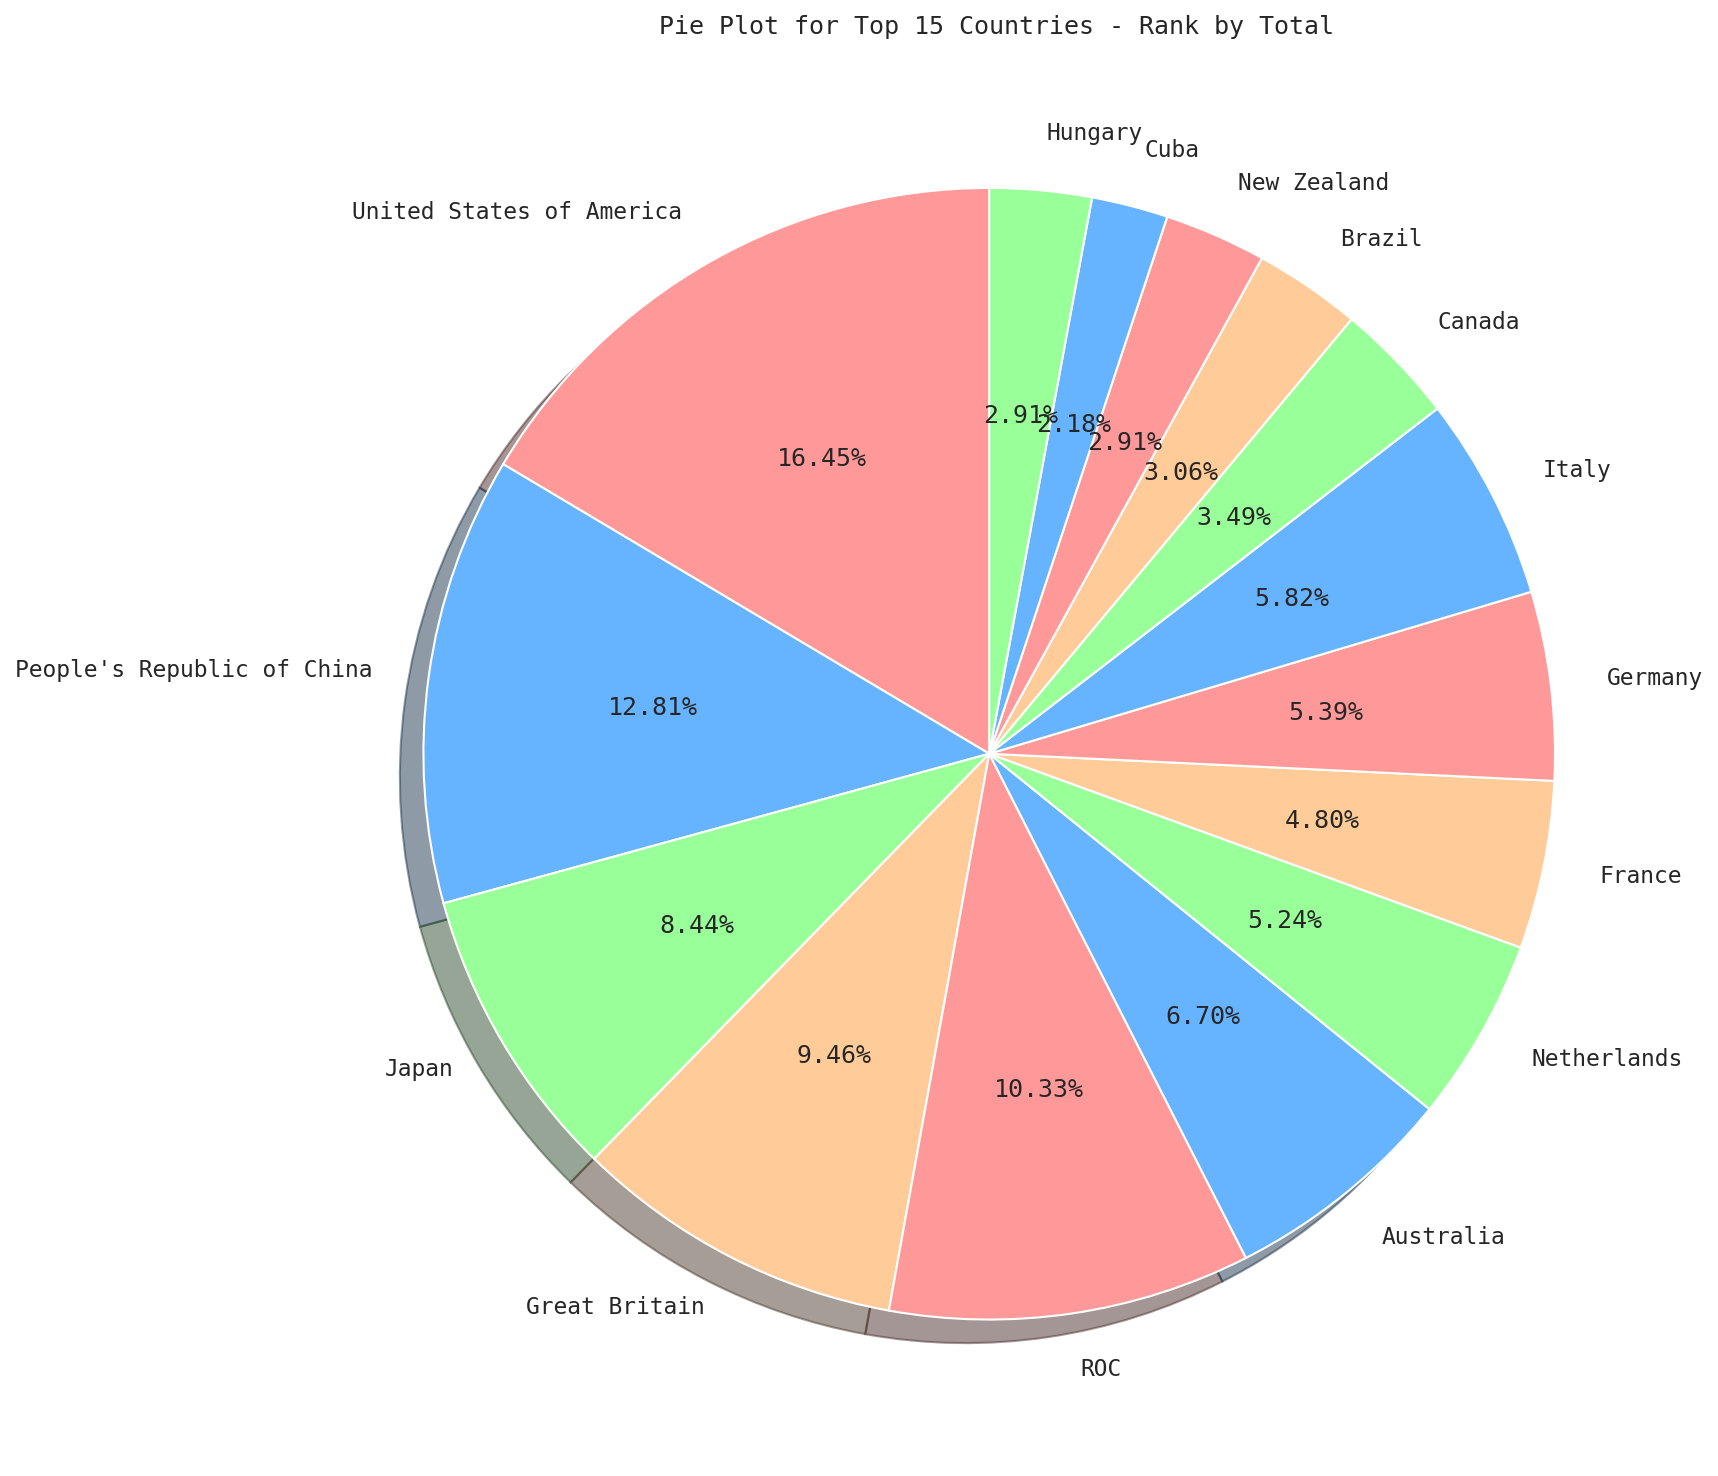 Pie Plot for Top 15 Countries - Rank by Total
Hungary
Cuba
New Zealand
Brazil
Canada
Italy
Germany
France
Netherlands
Australia
ROC
Great Britain
Japan
People's Republic of China
United States of America
2.91%
2.18%
2.91%
3.06%
3.49%
5.82%
5.39%
4.80%
5.24%
6.70%
10.33%
9.46%
8.44%
12.81%
16.45%